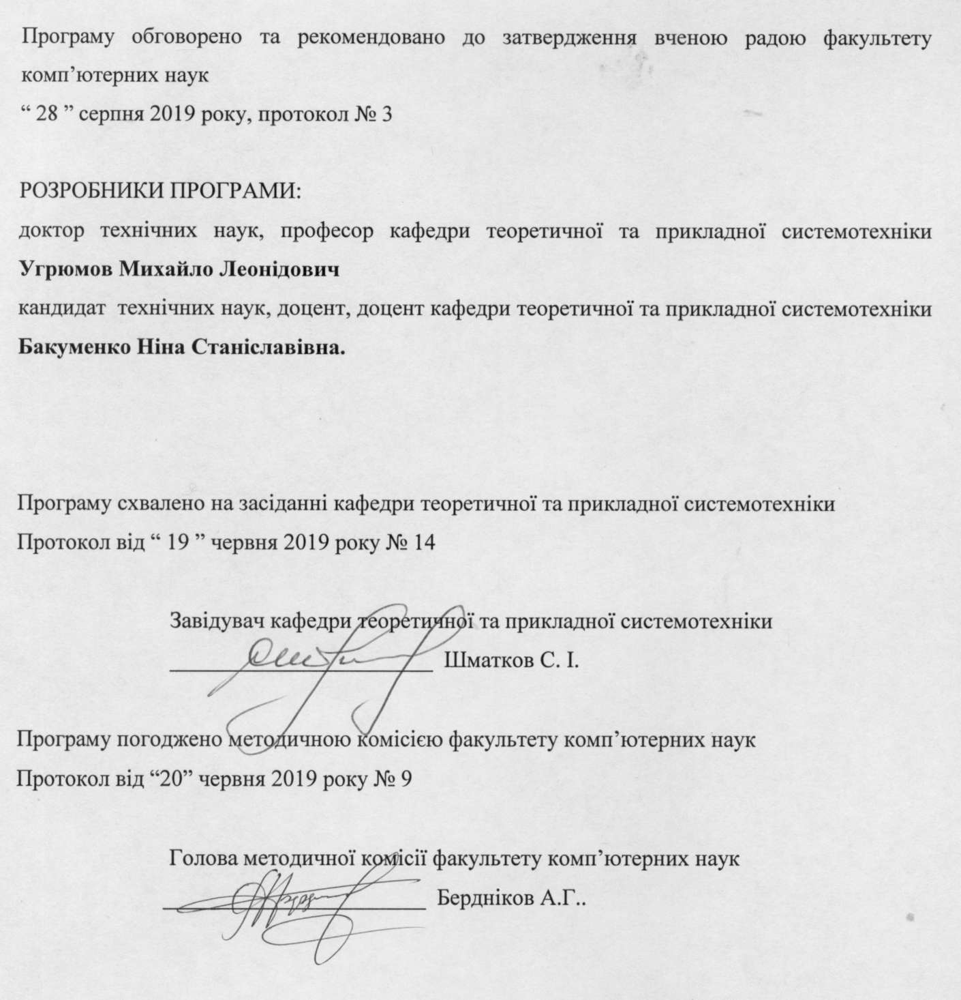 Програму обговорено та рекомендовано до затвердження вченою радою факультету
комп’ютерних наук
“ 28 ” серпня 2019 року, протокол № 3
РОЗРОБНИКИ ПРОГРАМИ:
доктор технічних наук, професор кафедри теоретичної та прикладної системотехніки
Угрюмов Михайло Леонідович
кандидат технічних наук, доцент, доцент кафедри теоретичної та прикладної системотехніки
Бакуменко Ніна Станіславівна.
Програму схвалено на засіданні кафедри теоретичної та прикладної системотехніки
Протокол від “ 19 ” червня 2019 року № 14
Завідувач кафедри теоретичної та прикладної системотехніки
Шматков С. І.
Програму погоджено методичною комісією факультету комп’ютерних наук
Протокол від “20” червня 2019 року № 9
Голова методичної комісії факультету комп’ютерних наук
Бердніков А.Г..